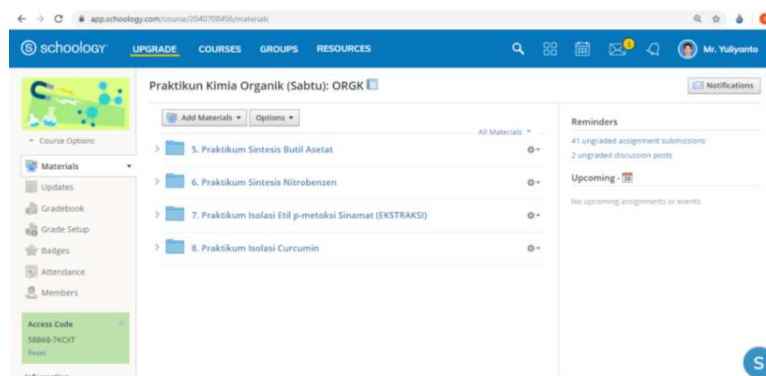 app.schoology.com/course/2040708456/materials
S schoology UPGRADE COURSES GROUPS RESOURCES 1 Mr. Yuliyanto
Praktikun Kimia Organik (Sabtu): ORGK
Notifications
Course Options
Materials
Updates
Gradebook
Grade Setup
Badges
Attendance
Members
Access Code
Reset
Add Materials Options
All Materials
5. Praktikum Sintesis Butil Asetat
6. Praktikum Sintesis Nitrobenzen
7. Praktikum Isolasi Etil p-metoksi Sinamat (EKSTRAKSI)
8. Praktikum Isolasi Curcumin
Reminders
41 ungraded assignment submissions
2 ungraded discussion posts
Upcoming
No upcoming assignments or events
S